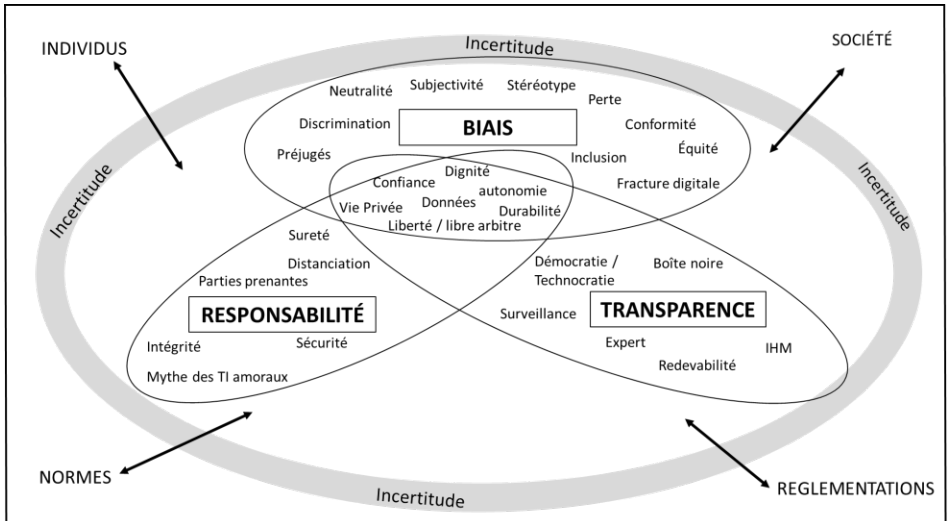 INDIVIDUS
Incertitude
SOCIÉTÉ
Neutralité
Subjectivité
Stéréotype
Perte
Discrimination
BIAIS
Conformité
Préjugés
Inclusion
Équité
Dignité
Confiance
autonomie
Fracture digitale
Vie Privée
Données
Durabilité
Liberté / libre arbitre
Incertitude
Incertitude
Sureté
Distanciation
Parties prenantes
RESPONSABILITÉ
Intégrité
Sécurité
Mythe des TI amoraux
Démocratie /
Technocratie
Boîte noire
Surveillance
TRANSPARENCE
Expert
IHM
Redevabilité
NORMES
Incertitude
REGLEMENTATIONS